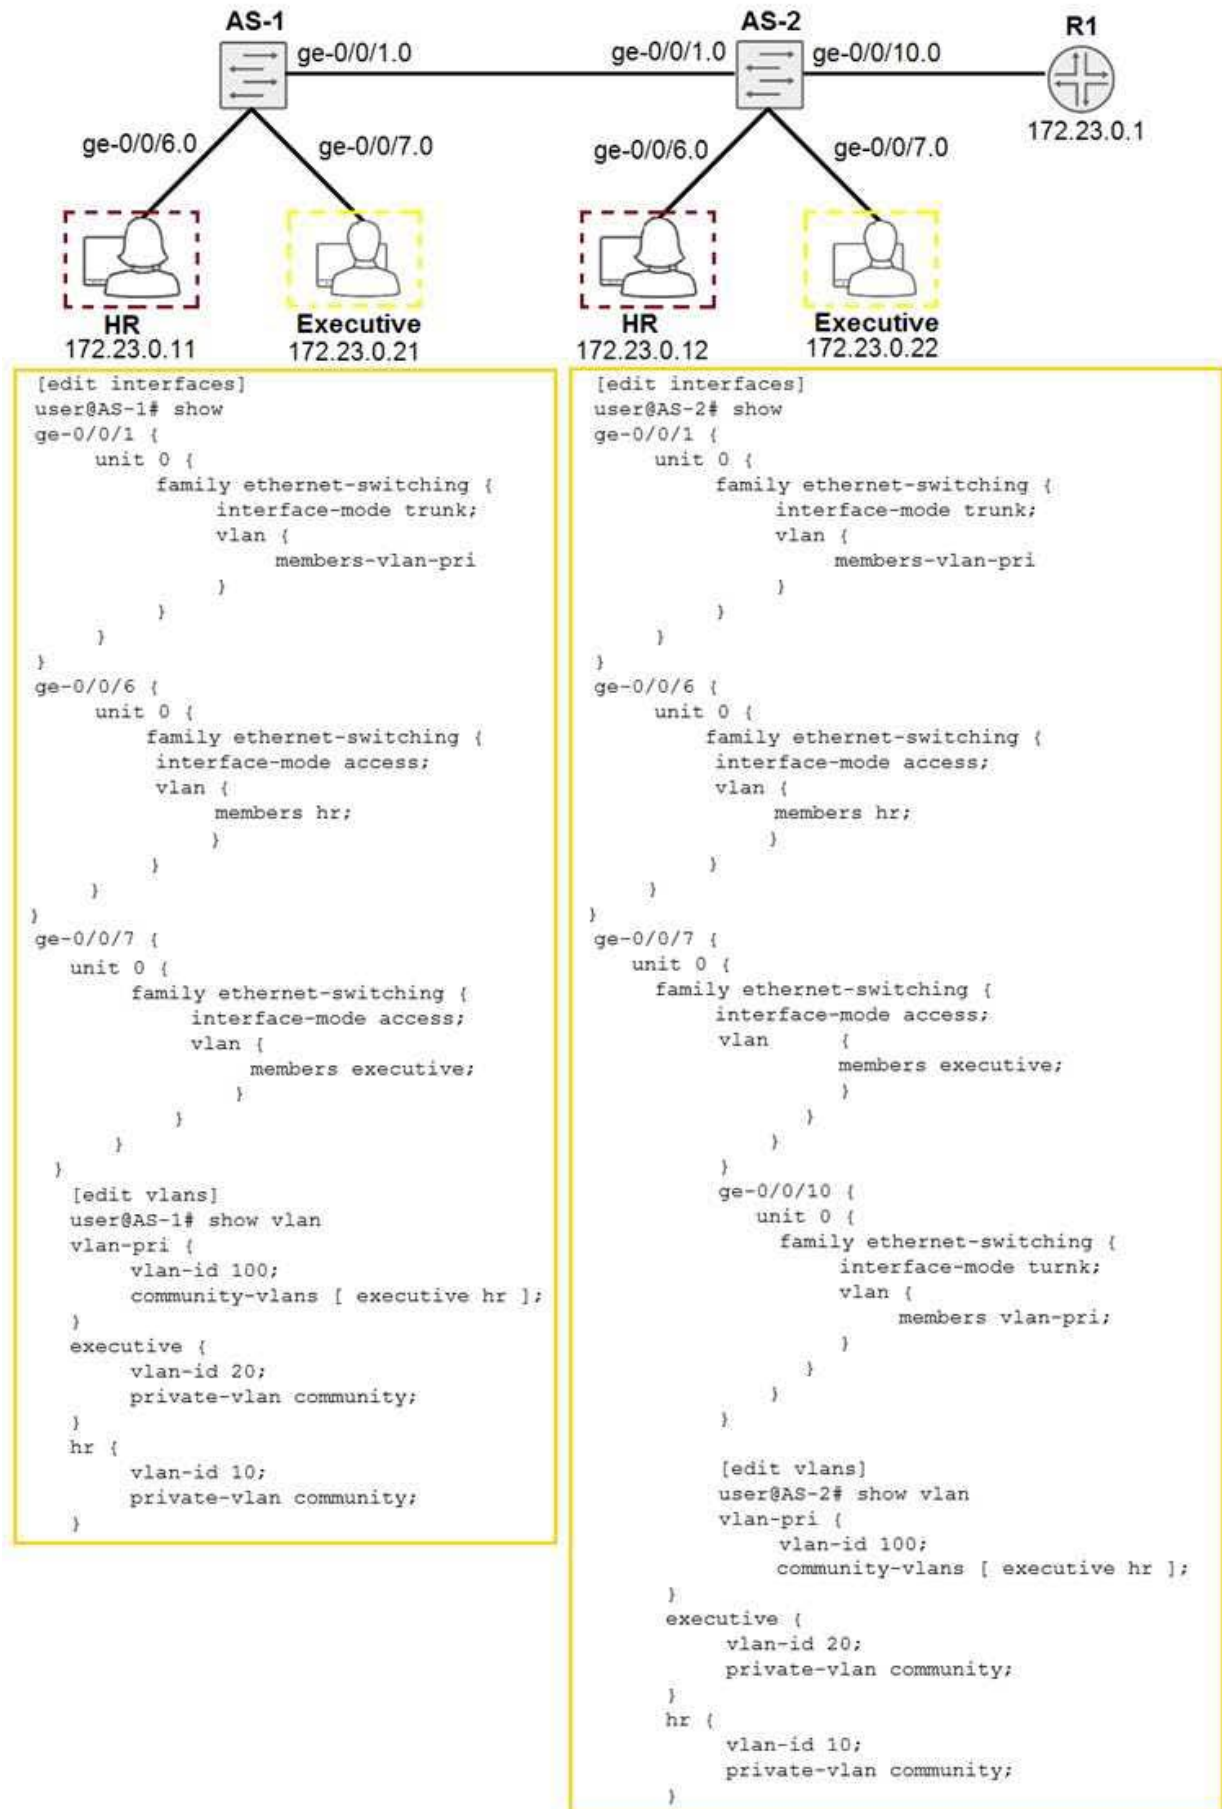 AS-1
AS-2
R1
ge-0/0/1.0
ge-0/0/1.0
ge-0/0/10.0
172.23.0.1
ge-0/0/6.0
ge-0/0/7.0
ge-0/0/6.0
ge-0/0/7.0
HR
172.23.0.11
Executive
172.23.0.21
HR
172.23.0.12
Executive
172.23.0.22
[edit interfaces]
user@AS-1# show
ge-0/0/1 {
unit 0 {
family ethernet-switching {
interface-mode trunk;
vlan {
members-vlan-pri
}
}
}
}
ge-0/0/6 {
unit 0 {
family ethernet-switching {
interface-mode access;
vlan {
members hr;
}
}
}
}
ge-0/0/7 {
unit 0 {
family ethernet-switching {
interface-mode access;
vlan {
members executive;
}
}
}
}
[edit vlans]
user@AS-1# show vlan
vlan-pri {
vlan-id 100;
community-vlans [ executive hr ];
}
executive {
vlan-id 20;
private-vlan community;
}
hr {
vlan-id 10;
private-vlan community;
}
[edit interfaces]
user@AS-2# show
ge-0/0/1 {
unit 0 {
family ethernet-switching {
interface-mode trunk;
vlan {
members-vlan-pri
}
}
}
}
ge-0/0/6 {
unit 0 {
family ethernet-switching {
interface-mode access;
vlan {
members hr;
}
}
}
}
ge-0/0/7 {
unit 0 {
family ethernet-switching {
interface-mode access;
vlan {
members executive;
}
}
}
}
ge-0/0/10 {
unit 0 {
family ethernet-switching {
interface-mode turnk;
vlan {
members vlan-pri;
}
}
}
}
[edit vlans]
user@AS-2# show vlan
vlan-pri {
vlan-id 100;
community-vlans [ executive hr ];
}
executive {
vlan-id 20;
private-vlan community;
}
hr {
vlan-id 10;
private-vlan community;
}